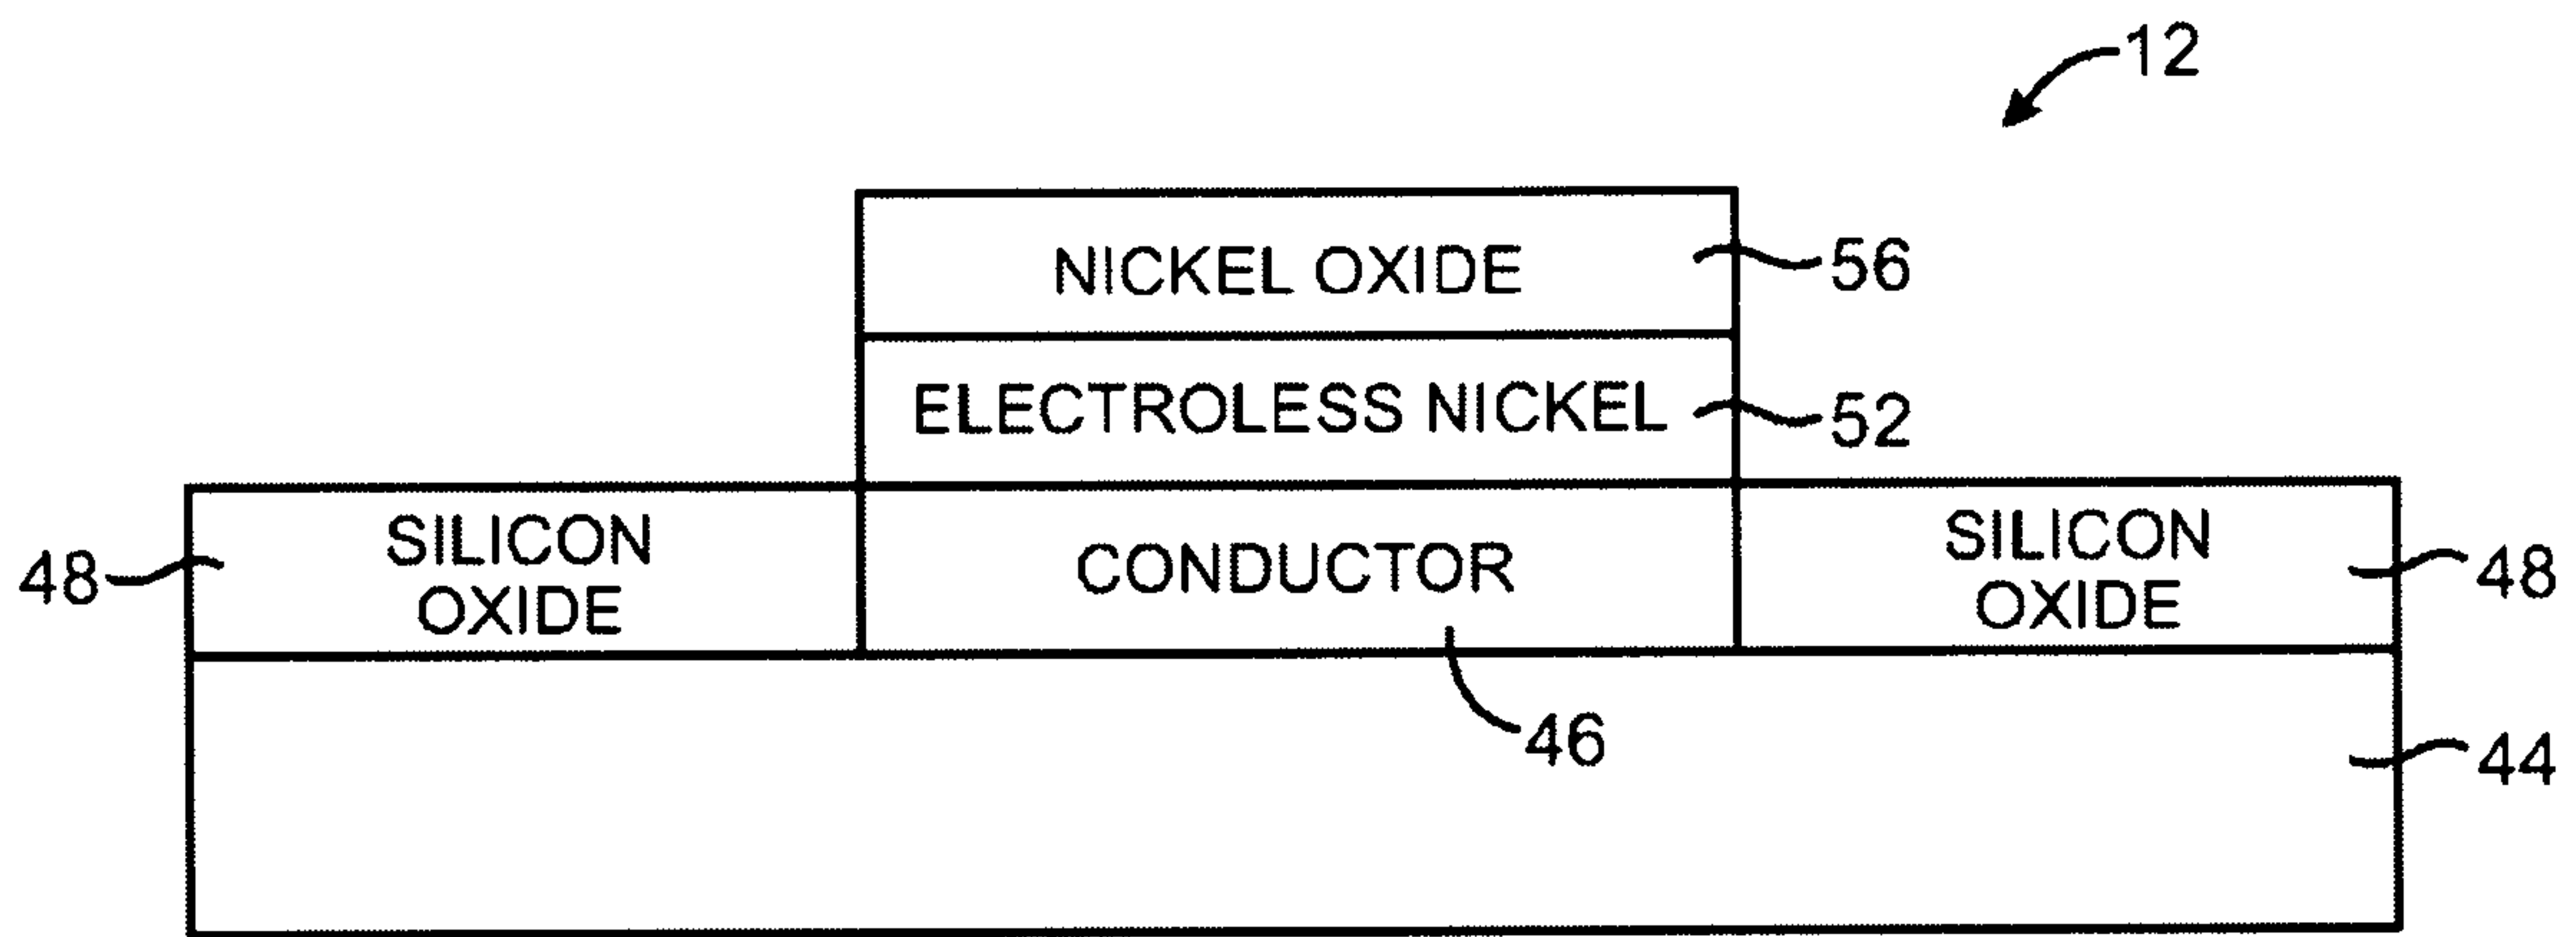 12
NICKEL OXIDE
56
ELECTROLESS NICKEL
52
SILICON
OXIDE
CONDUCTOR
SILICON
OXIDE
48
48
46
44